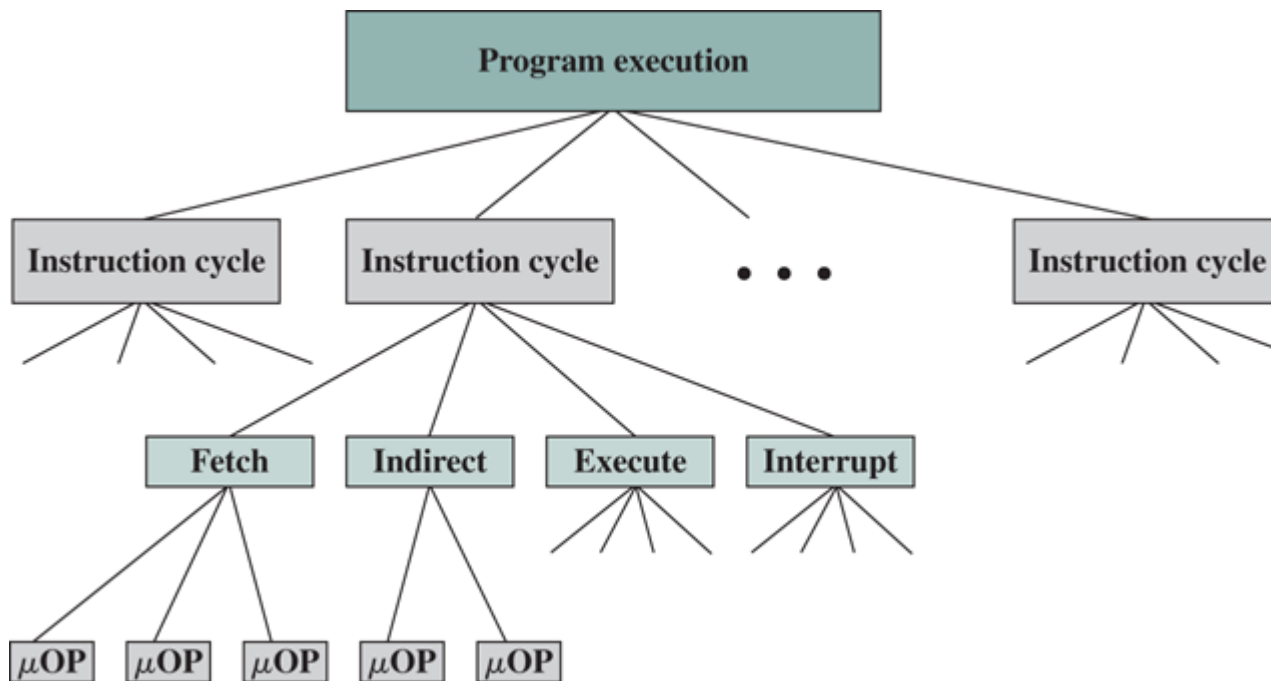 Program execution
Instruction cycle
Instruction cycle
• • •
Instruction cycle
Fetch
Indirect
Execute
Interrupt
μOP
μOP
μOP
μOP
μOP